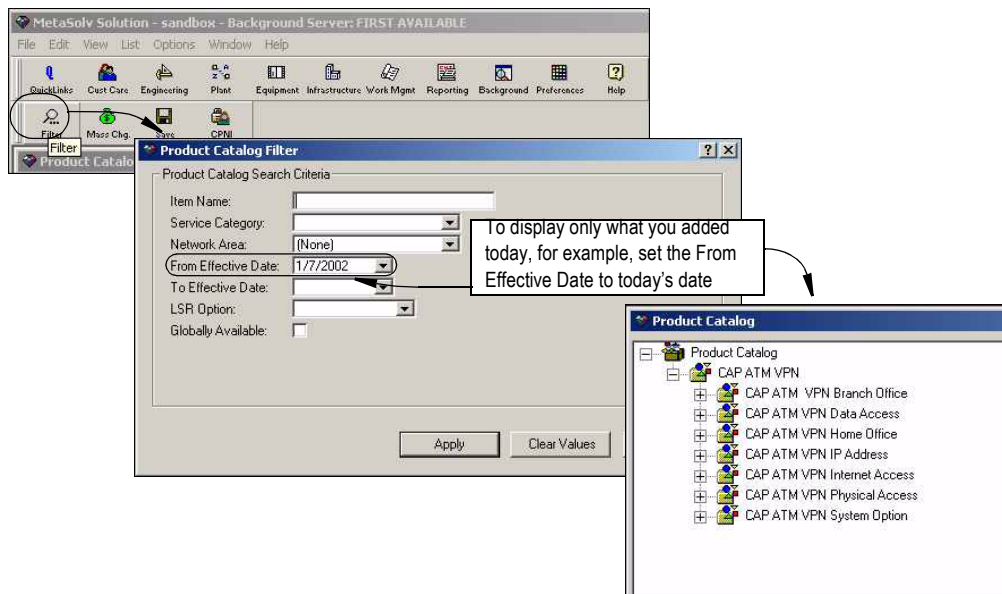 MetaSolv Solution - sandbox - Background Server: FIRST AVAILABLE
File Edit View List Options Window Help
QuickLinks Cust Care Engineering Plant Equipment Infrastructure Work Mgmt Reporting Background Preferences Help
Filter Mass Chg. Save CPNI
Filter
Product Catalo
Product Catalog Filter
Product Catalog Search Criteria
Item Name:
Service Category:
Network Area: (None)
From Effective Date: 1/7/2002
To Effective Date:
LSR Option:
Globally Available:
Apply Clear Values
To display only what you added
today, for example, set the From
Effective Date to today's date
Product Catalog
Product Catalog
CAP ATM VPN
CAP ATM VPN Branch Office
CAP ATM VPN Data Access
CAP ATM VPN Home Office
CAP ATM VPN IP Address
CAP ATM VPN Internet Access
CAP ATM VPN Physical Access
CAP ATM VPN System Option